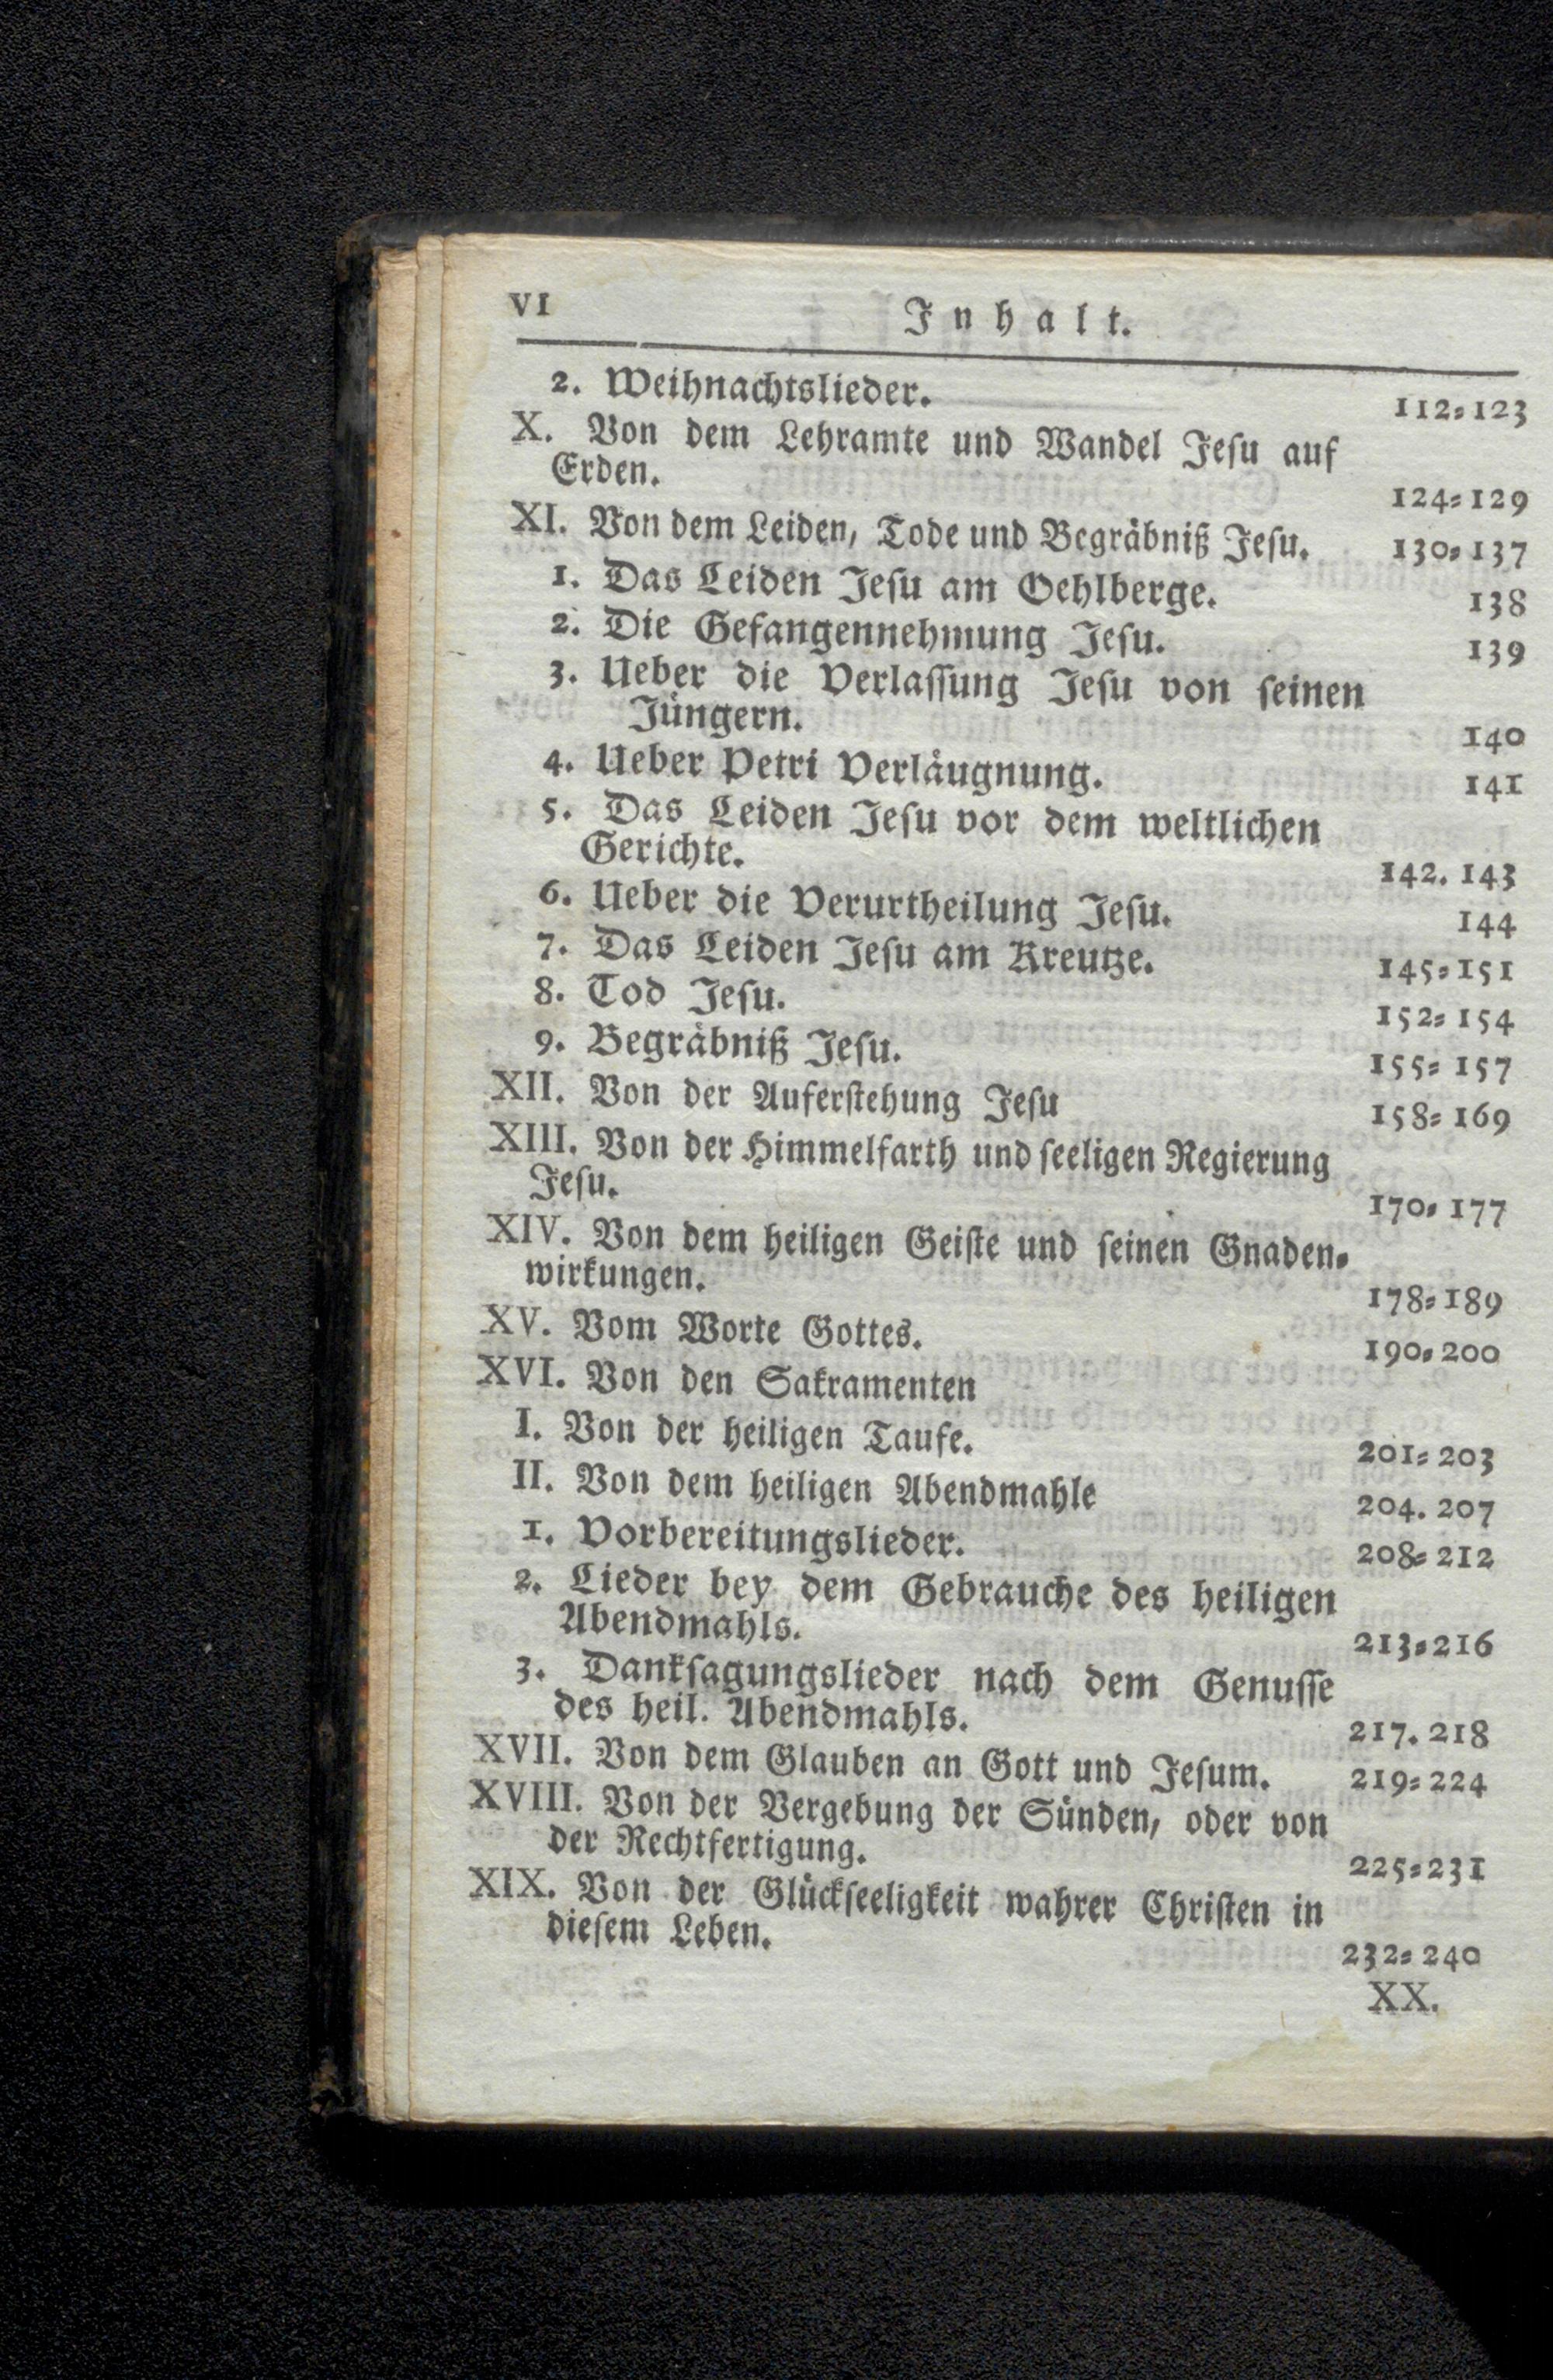 VI Inhalt.
2. Weihnachtslieder. 112=123
X. Von dem Lehramte und Wandel Jeſu auf
Erden. 124=129
XI. Von dem Leiden, Tode und Begräbniß Jeſu. 130=137
1. Das Leiden Jeſu am Oehlberge. 138
2. Die Gefangennehmung Jeſu. 139
3. Ueber die Verlaſſung Jeſu von ſeinen
Jüngern. 140
4. Ueber Petri Verläugnung. 141
5. Das Leiden Jeſu vor dem weltlichen
Gerichte. 142. 143
6. Ueber die Verurtheilung Jeſu. 144
7. Das Leiden Jeſu am Kreutze. 145=151
8. Tod Jeſu. 152=154
9. Begräbniß Jeſu. 155=157
XII. Von der Auferſtehung Jeſu 158=169
XIII. Von der Himmelfarth und ſeeligen Regierung
Jeſu. 170=177
XIV. Von dem heiligen Geiſte und ſeinen Gnaden=
wirkungen. 178=189
XV. Vom Worte Gottes. 190=200
XVI. Von den Sakramenten
I. Von der heiligen Taufe. 201=203
II. Von dem heiligen Abendmahle 204. 207
1. Vorbereitungslieder. 208=212
2. Lieder bey dem Gebrauche des heiligen
Abendmahls. 213=216
3. Dankſagungslieder nach dem Genuſſe
des heil. Abendmahls. 217. 218
XVII. Von dem Glauben an Gott und Jeſum. 219=224
XVIII. Von der Vergebung der Sünden, oder von
der Rechtfertigung. 225=231
XIX. Von der Glückſeeligkeit wahrer Chriſten in
dieſem Leben. 232=240
XX.